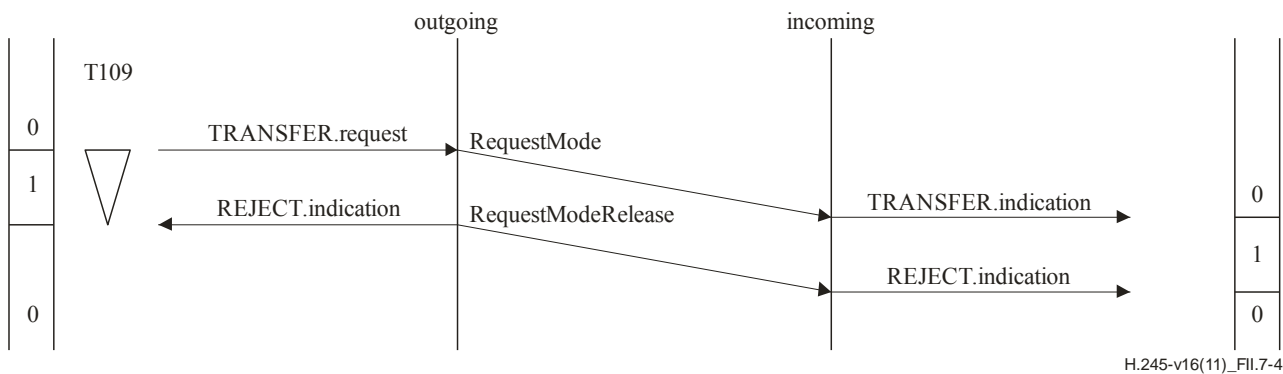 outgoing
incoming
T109
0
TRANSFER.request
RequestMode
1
0
REJECT.indication
RequestModeRelease
TRANSFER.indication
1
REJECT.indication
0
0
H.245-v16(11)_FII.7-4